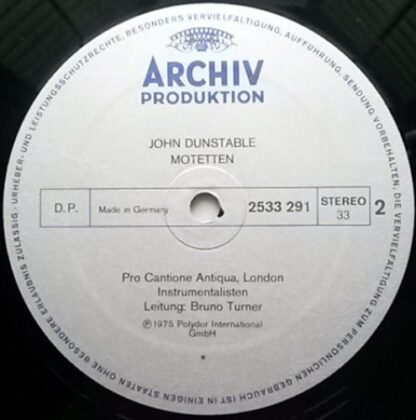 ARCHIV
PRODUKTION
JOHN DUNSTABLE
MOTETTEN
D.P.
Made in Germany
2533 291
STEREO
33
2
Pro Cantione Antiqua, London
Instrumentalisten
Leitung: Bruno Turner
Ⓟ 1975 Polydor International
GmbH
URHEBER- UND LEISTUNGSSCHUTZRECHTE, BESONDERS VERVIELFÄLTIGUNG, AUFFÜHRUNG, SENDUNG VORBEHALTEN. DIE VERVIELFÄLTIGUNG ZUM PERSÖNLICHEN GEBRAUCH IST IN EINIGEN STAATEN OHNE BESONDERE ERLAUBNIS ZULÄSSIG.